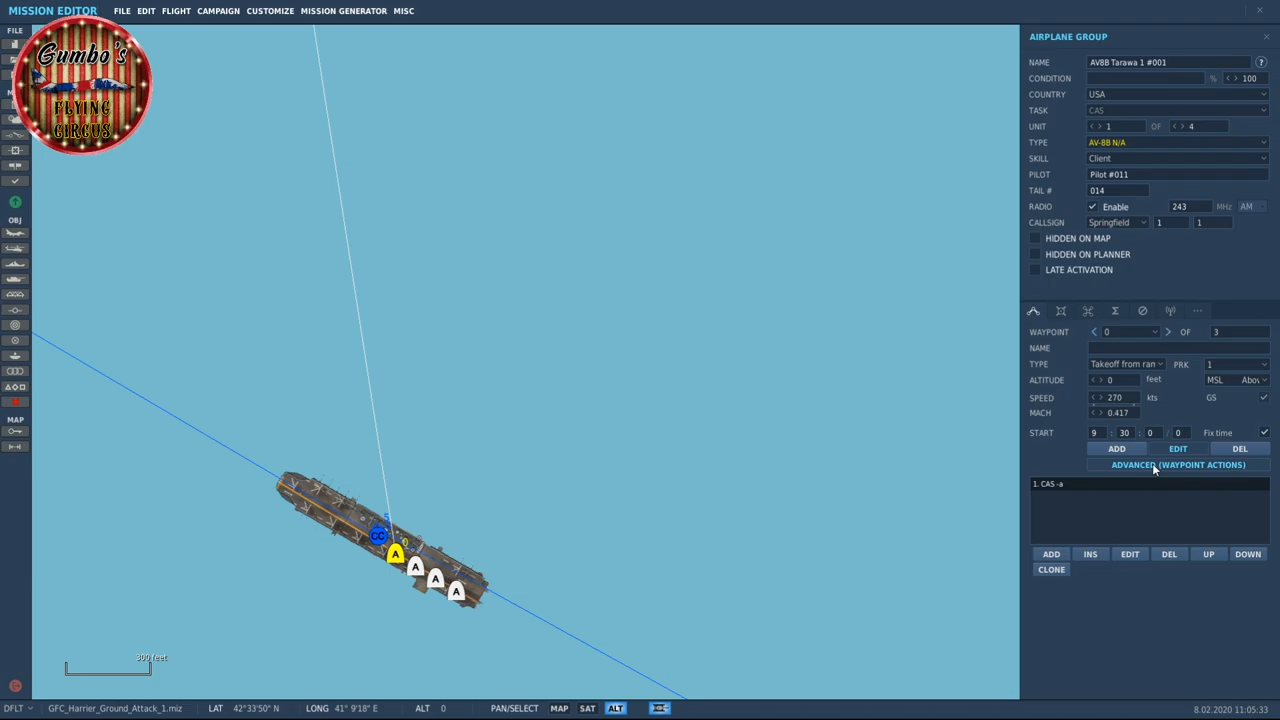 MISSION EDITOR FILE EDIT FLIGHT CAMPAIGN CUSTOMIZE MISSION GENERATOR MISC
FILE
Gumbo's
FLYING
CIRCUS
OBJ
MAP
CC
A
A
A
A
300 feet
AIRPLANE GROUP
NAME AV8B Tarawa 1 #001 ?
CONDITION % < > 100
COUNTRY USA
TASK CAS
UNIT < > 1 OF < > 4
TYPE AV-8B N/A
SKILL Client
PILOT Pilot #011
TAIL # 014
RADIO Enable 243 MHz AM
CALLSIGN Springfield 1 1
HIDDEN ON MAP
HIDDEN ON PLANNER
LATE ACTIVATION
WAYPOINT 0 OF 3
NAME
TYPE Takeoff from ran PRK 1
ALTITUDE < > 0 feet MSL Abov
SPEED < > 270 kts GS
MACH < > 0.417
START 9 : 30 : 0 / 0 Fix time
ADD EDIT DEL
ADVANCED (WAYPOINT ACTIONS)
1. CAS -a
ADD INS EDIT DEL UP DOWN
CLONE
DFLT GFC_Harrier_Ground_Attack_1.miz LAT 42°33'50" N LONG 41° 9'18" E ALT 0 PAN/SELECT MAP SAT ALT 8.02.2020 11:05:33